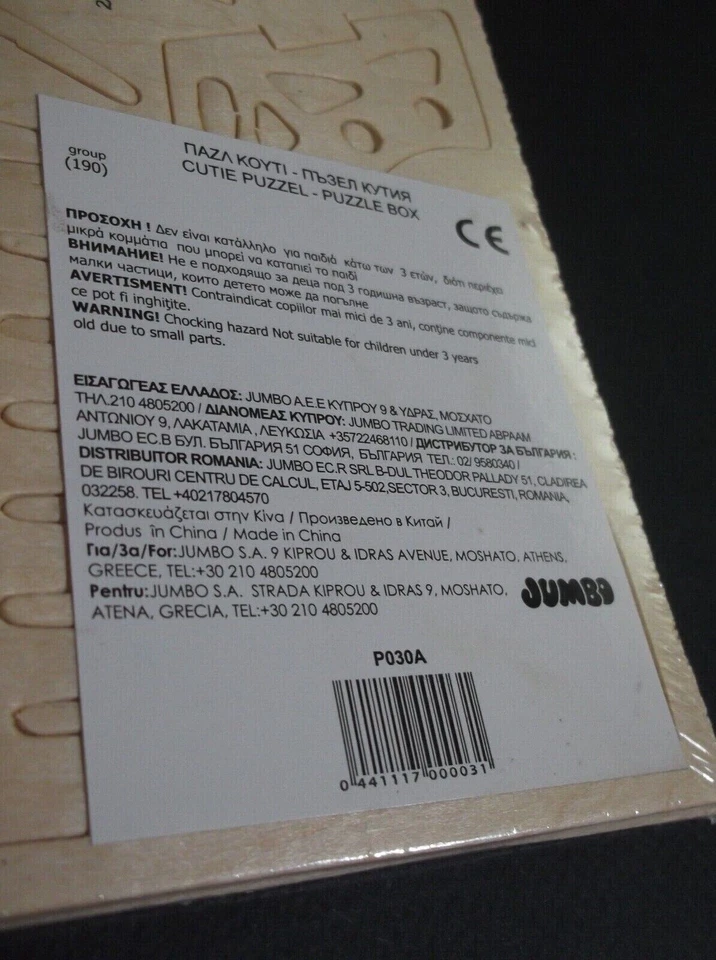 group
(190)
ΠΑΖΛ ΚΟΥΤΙ - ПЪЗЕЛ КУТИЯ
CUTIE PUZZEL - PUZZLE BOX
CE
ΠΡΟΣΟΧΗ ! Δεν είναι κατάλληλο για παιδιά κάτω των 3 ετών, διότι περιέχει
μικρά κομμάτια που μπορεί να καταπιεί το παιδί
ВНИМАНИЕ! Не е подходящо за деца под 3 годишна възраст, защото съдържа
малки частици, които детето може да погълне
AVERTISMENT! Contraindicat copiilor mai mici de 3 ani, conține componente mici
ce pot fi inghițite.
WARNING! Chocking hazard Not suitable for children under 3 years
old due to small parts.
ΕΙΣΑΓΩΓΕΑΣ ΕΛΛΑΔΟΣ: JUMBO A.E.E ΚΥΠΡΟΥ 9 & ΥΔΡΑΣ, ΜΟΣΧΑΤΟ
ΤΗΛ.210 4805200 / ΔΙΑΝΟΜΕΑΣ ΚΥΠΡΟΥ: JUMBO TRADING LIMITED ΑΒΡΑΑΜ
ΑΝΤΩΝΙΟΥ 9, ΛΑΚΑΤΑΜΙΑ , ΛΕΥΚΩΣΙΑ +35722468110 / ДИСТРИБУТОР ЗА БЪЛГАРИЯ :
JUMBO EC.B БУЛ. БЪЛГАРИЯ 51 СОФИЯ, БЪЛГАРИЯ ТЕЛ.: 02/ 9580340 /
DISTRIBUITOR ROMANIA: JUMBO EC.R SRL B-DUL THEODOR PALLADY 51, CLADIREA
DE BIROURI CENTRU DE CALCUL, ETAJ 5-502,SECTOR 3, BUCURESTI, ROMANIA,
032258. TEL +40217804570
Κατασκευάζεται στην Κίνα / Произведено в Китай /
Produs în China / Made in China
Για/За/For:JUMBO S.A. 9 KIPROU & IDRAS AVENUE, MOSHATO, ATHENS,
GREECE, TEL:+30 210 4805200
Pentru:JUMBO S.A. STRADA KIPROU & IDRAS 9, MOSHATO,
ATENA, GRECIA, TEL:+30 210 4805200
JUMBO
P030A
0 441117 000031